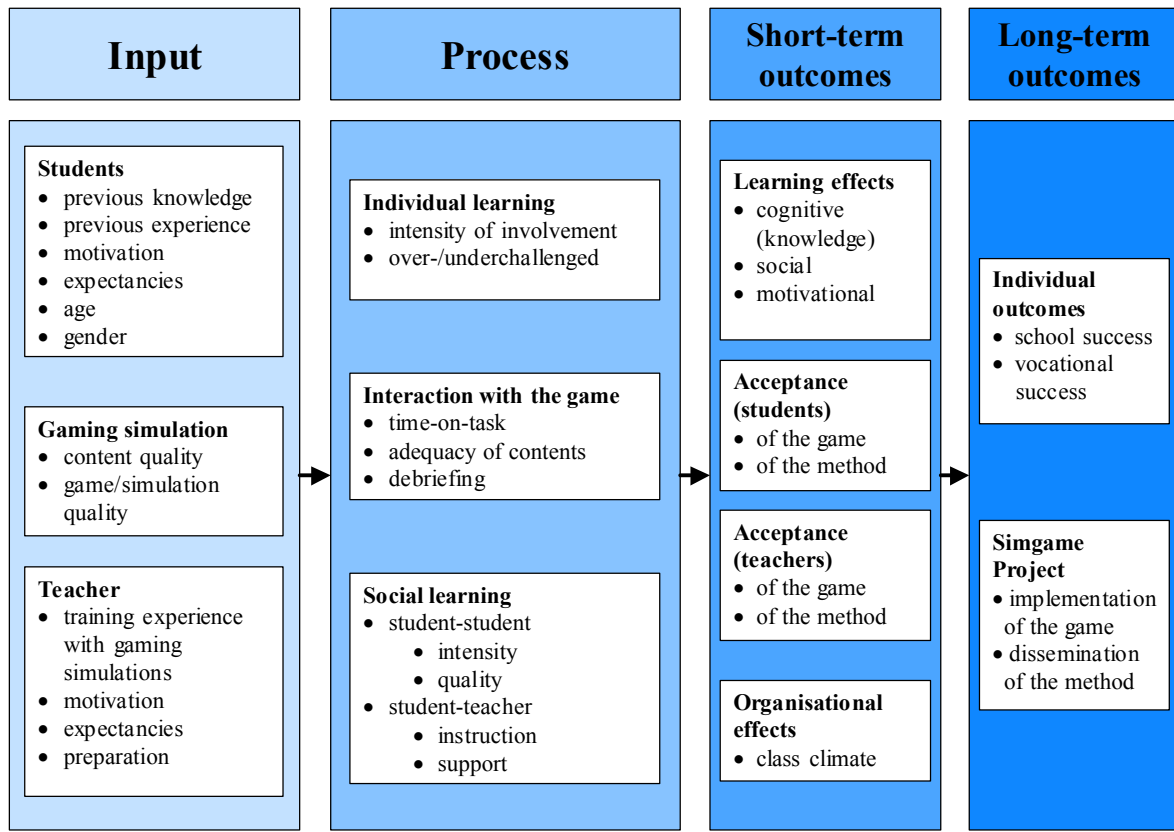 Input
Students
• previous knowledge
• previous experience
• motivation
• expectancies
• age
• gender
Gaming simulation
• content quality
• game/simulation
quality
Teacher
• training experience
with gaming
simulations
• motivation
• expectancies
• preparation
Process
Individual learning
• intensity of involvement
• over-/underchallenged
Interaction with the game
• time-on-task
• adequacy of contents
• debriefing
Social learning
• student-student
• intensity
• quality
• student-teacher
• instruction
• support
Short-term
outcomes
Learning effects
• cognitive
(knowledge)
• social
• motivational
Acceptance
(students)
• of the game
• of the method
Acceptance
(teachers)
• of the game
• of the method
Organisational
effects
• class climate
Long-term
outcomes
Individual
outcomes
• school success
• vocational
success
Simgame
Project
• implementation
of the game
• dissemination
of the method